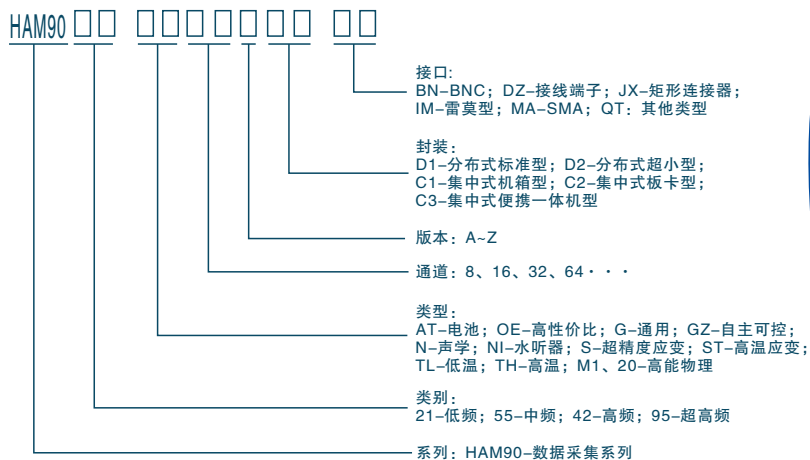 HAM90□□ □□□□□□□ □□
接口:
BN–BNC；DZ–接线端子；JX–矩形连接器；
IM–雷莫型；MA–SMA；QT：其他类型
封装：
D1–分布式标准型；D2–分布式超小型；
C1–集中式机箱型；C2–集中式板卡型；
C3–集中式便携一体机型
版本：A~Z
通道：8、16、32、64···
类型：
AT–电池；OE–高性价比；G–通用；GZ–自主可控；
N–声学；NI–水听器；S–超精度应变；ST–高温应变；
TL–低温；TH–高温；M1、20–高能物理
类别：
21–低频；55–中频；42–高频；95–超高频
系列：HAM90–数据采集系列